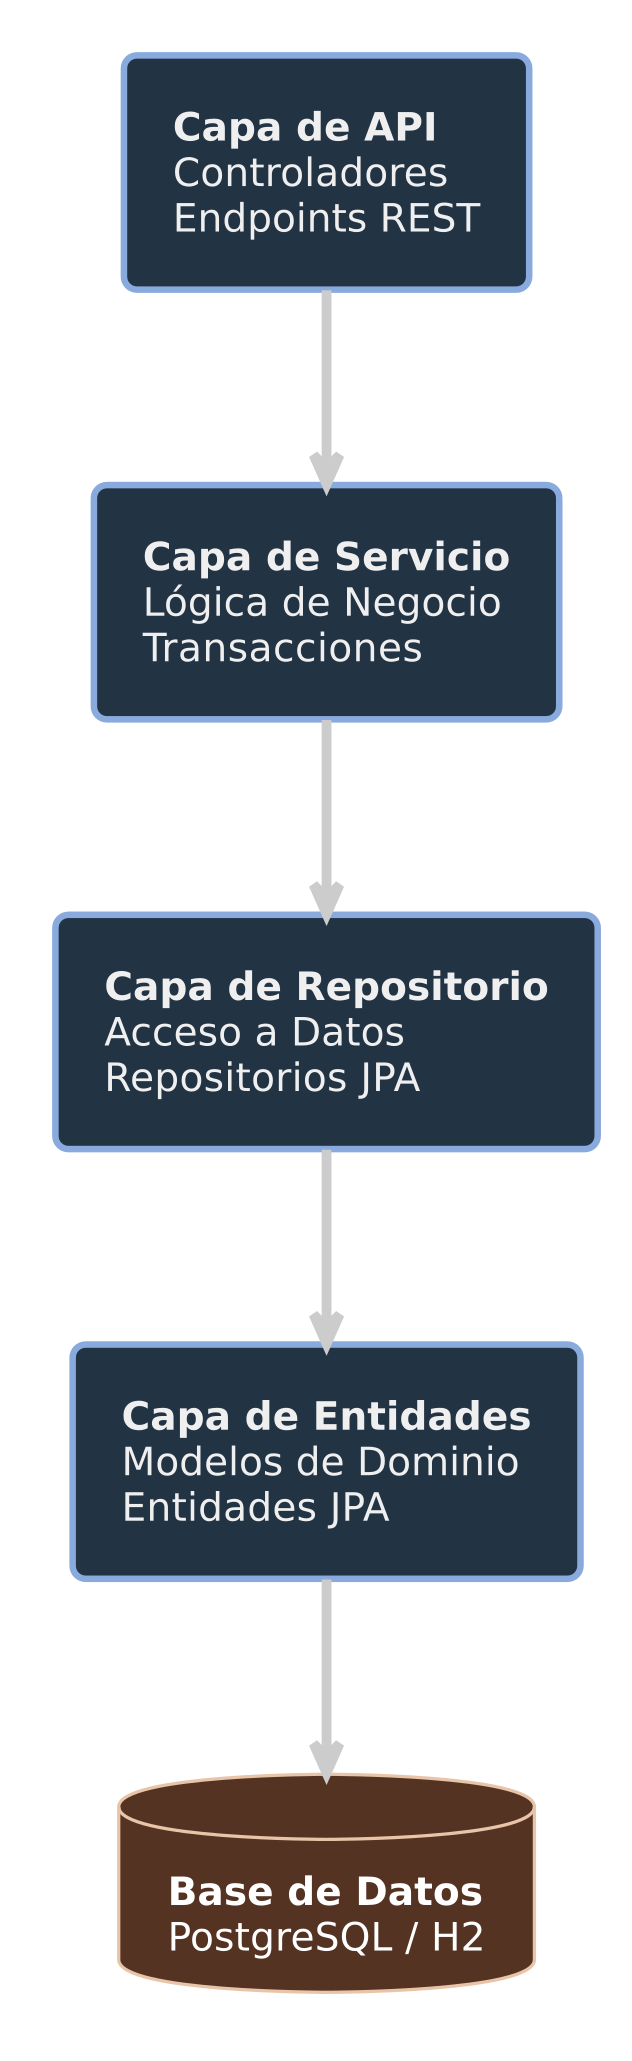 Capa de API
Controladores
Endpoints REST
Capa de Servicio
Lógica de Negocio
Transacciones
Capa de Repositorio
Acceso a Datos
Repositorios JPA
Capa de Entidades
Modelos de Dominio
Entidades JPA
Base de Datos
PostgreSQL / H2